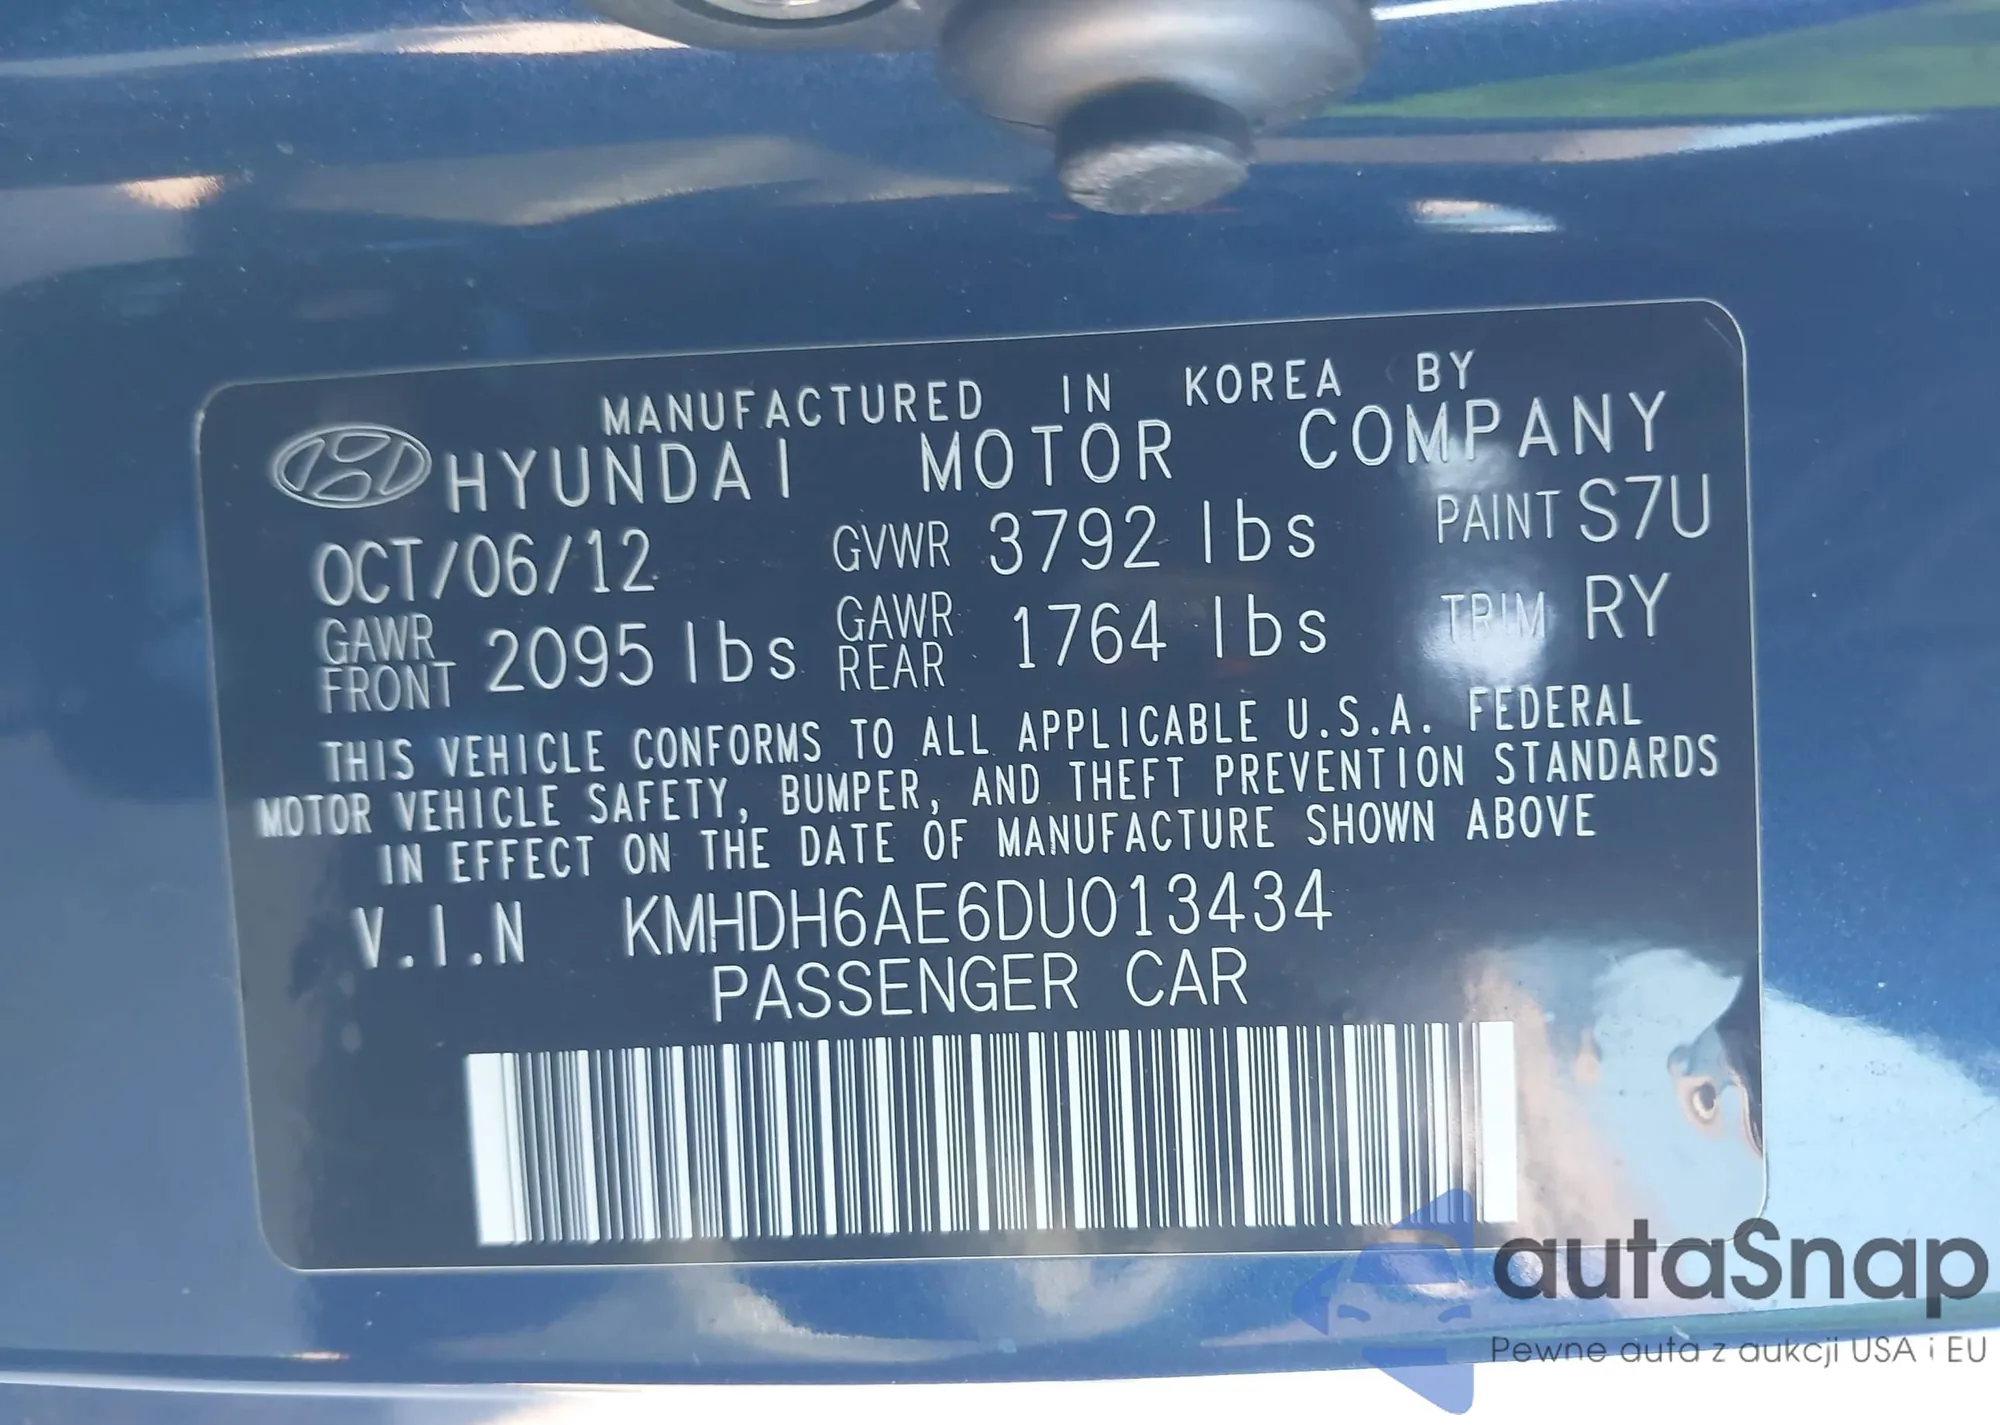 MANUFACTURED IN KOREA BY
HYUNDAI MOTOR COMPANY
OCT/06/12 GVWR 3792 lbs PAINT S7U
GAWR FRONT 2095 lbs GAWR REAR 1764 lbs TRIM RY
THIS VEHICLE CONFORMS TO ALL APPLICABLE U.S.A. FEDERAL
MOTOR VEHICLE SAFETY, BUMPER, AND THEFT PREVENTION STANDARDS
IN EFFECT ON THE DATE OF MANUFACTURE SHOWN ABOVE
V.I.N KMHDH6AE6DU013434
PASSENGER CAR
autaSnap
Pewne auta z aukcji USA i EU